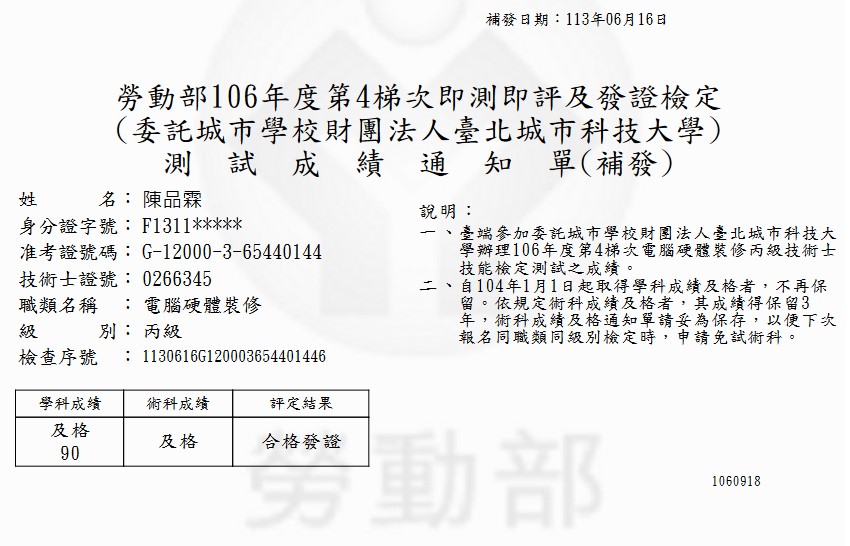 補發日期：113年06月16日
勞動部106年度第4梯次即測即評及發證檢定
(委託城市學校財團法人臺北城市科技大學)
測試成績通知單(補發)
姓名：陳品霖
身分證字號：F1311*****
准考證號碼：G-12000-3-65440144
技術士證號：0266345
職類名稱：電腦硬體裝修
級別：丙級
檢查序號：1130616G120003654401446
說明：
一、臺端參加委託城市學校財團法人臺北城市科技大
學辦理106年度第4梯次電腦硬體裝修丙級技術士
技能檢定測試之成績。
二、自104年1月1日起取得學科成績及格者，不再保
留。依規定術科成績及格者，其成績得保留3
年，術科成績及格通知單請妥為保存，以便下次
報名同職類同級別檢定時，申請免試術科。
學科成績 術科成績 評定結果
及格 及格 合格發證
90
勞動部
1060918